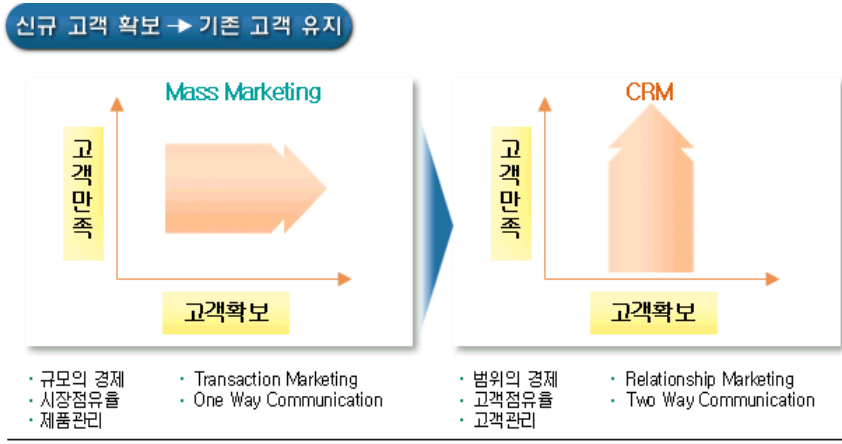 신규 고객 확보 → 기존 고객 유지
Mass Marketing
고객만족
고객확보
· 규모의 경제
· 시장점유율
· 제품관리
· Transaction Marketing
· One Way Communication
CRM
고객만족
고객확보
· 범위의 경제
· 고객점유율
· 고객관리
· Relationship Marketing
· Two Way Communication